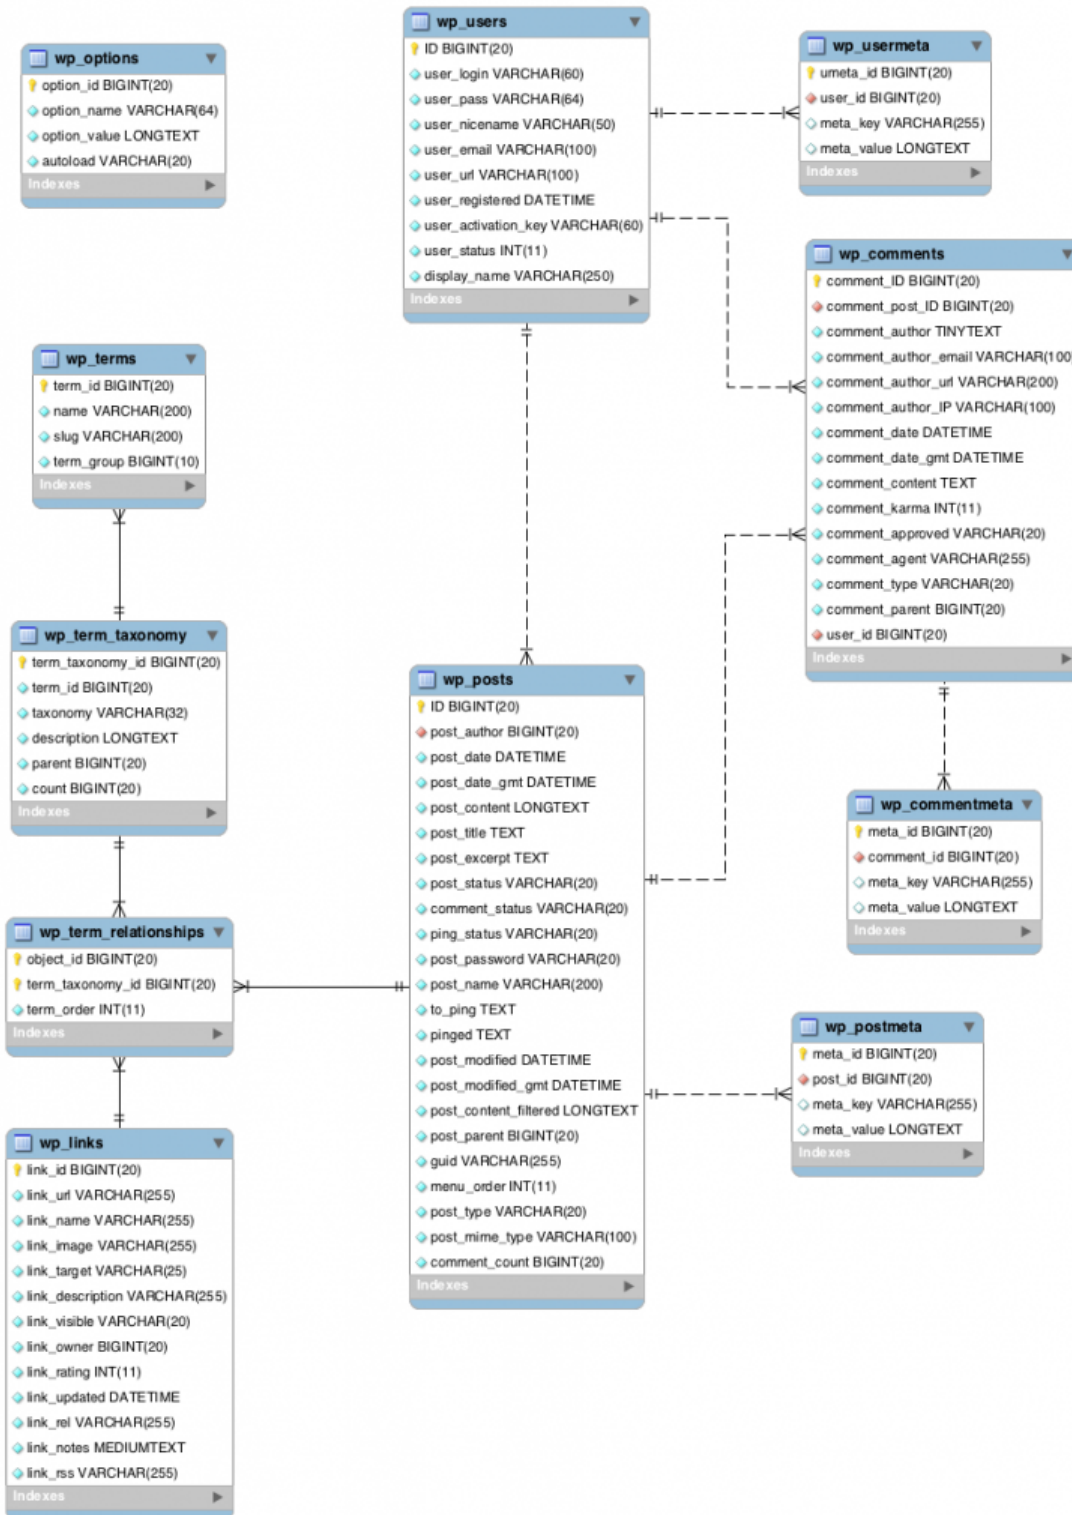 wp_options
option_id BIGINT(20)
option_name VARCHAR(64)
option_value LONGTEXT
autoload VARCHAR(20)
Indexes
wp_users
ID BIGINT(20)
user_login VARCHAR(60)
user_pass VARCHAR(64)
user_nicename VARCHAR(50)
user_email VARCHAR(100)
user_url VARCHAR(100)
user_registered DATETIME
user_activation_key VARCHAR(60)
user_status INT(11)
display_name VARCHAR(250)
Indexes
wp_usermeta
umeta_id BIGINT(20)
user_id BIGINT(20)
meta_key VARCHAR(255)
meta_value LONGTEXT
Indexes
wp_comments
comment_ID BIGINT(20)
comment_post_ID BIGINT(20)
comment_author TINYTEXT
comment_author_email VARCHAR(100)
comment_author_url VARCHAR(200)
comment_author_IP VARCHAR(100)
comment_date DATETIME
comment_date_gmt DATETIME
comment_content TEXT
comment_karma INT(11)
comment_approved VARCHAR(20)
comment_agent VARCHAR(255)
comment_type VARCHAR(20)
comment_parent BIGINT(20)
user_id BIGINT(20)
Indexes
wp_terms
term_id BIGINT(20)
name VARCHAR(200)
slug VARCHAR(200)
term_group BIGINT(10)
Indexes
wp_term_taxonomy
term_taxonomy_id BIGINT(20)
term_id BIGINT(20)
taxonomy VARCHAR(32)
description LONGTEXT
parent BIGINT(20)
count BIGINT(20)
Indexes
wp_posts
ID BIGINT(20)
post_author BIGINT(20)
post_date DATETIME
post_date_gmt DATETIME
post_content LONGTEXT
post_title TEXT
post_excerpt TEXT
post_status VARCHAR(20)
comment_status VARCHAR(20)
ping_status VARCHAR(20)
post_password VARCHAR(20)
post_name VARCHAR(200)
to_ping TEXT
pinged TEXT
post_modified DATETIME
post_modified_gmt DATETIME
post_content_filtered LONGTEXT
post_parent BIGINT(20)
guid VARCHAR(255)
menu_order INT(11)
post_type VARCHAR(20)
post_mime_type VARCHAR(100)
comment_count BIGINT(20)
Indexes
wp_commentmeta
meta_id BIGINT(20)
comment_id BIGINT(20)
meta_key VARCHAR(255)
meta_value LONGTEXT
Indexes
wp_term_relationships
object_id BIGINT(20)
term_taxonomy_id BIGINT(20)
term_order INT(11)
Indexes
wp_postmeta
meta_id BIGINT(20)
post_id BIGINT(20)
meta_key VARCHAR(255)
meta_value LONGTEXT
Indexes
wp_links
link_id BIGINT(20)
link_url VARCHAR(255)
link_name VARCHAR(255)
link_image VARCHAR(255)
link_target VARCHAR(25)
link_description VARCHAR(255)
link_visible VARCHAR(20)
link_owner BIGINT(20)
link_rating INT(11)
link_updated DATETIME
link_rel VARCHAR(255)
link_notes MEDIUMTEXT
link_rss VARCHAR(255)
Indexes